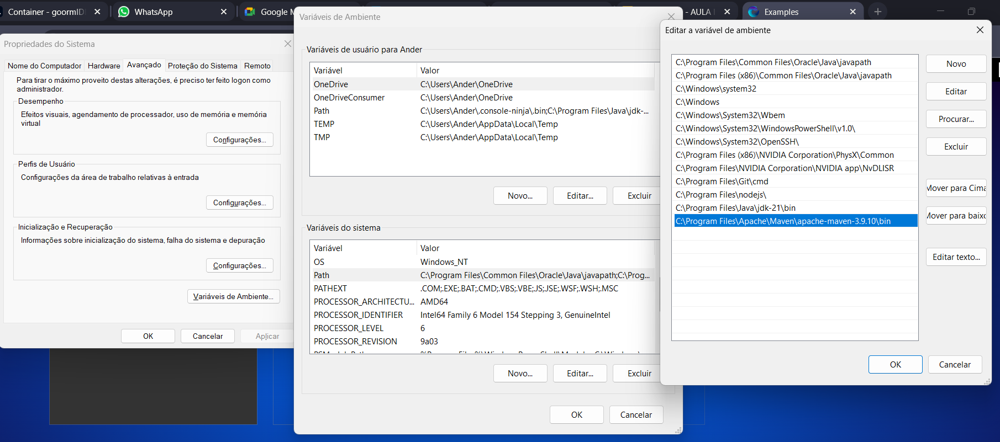 Container - goormID
WhatsApp
Google M
- AULA
Examples
Propriedades do Sistema
Nome do Computador
Hardware
Avançado
Proteção do Sistema
Remoto
Para tirar o máximo proveito destas alterações, é preciso ter feito logon como
administrador.
Desempenho
Efeitos visuais, agendamento de processador, uso de memória e memória
virtual
Configurações...
Perfis de Usuário
Configurações da área de trabalho relativas à entrada
Configurações...
Inicialização e Recuperação
Informações sobre inicialização do sistema, falha do sistema e depuração
Configurações...
Variáveis de Ambiente...
OK
Cancelar
Aplicar
Variáveis de Ambiente
Variáveis de usuário para Ander
Variável Valor
OneDrive C:\Users\Ander\OneDrive
OneDriveConsumer C:\Users\Ander\OneDrive
Path C:\Users\Ander\.console-ninja\.bin;C:\Program Files\Java\jdk-...
TEMP C:\Users\Ander\AppData\Local\Temp
TMP C:\Users\Ander\AppData\Local\Temp
Novo...
Editar...
Excluir
Variáveis do sistema
Variável Valor
OS Windows_NT
Path C:\Program Files\Common Files\Oracle\Java\javapath;C:\Prog...
PATHEXT .COM;.EXE;.BAT;.CMD;.VBS;.VBE;.JS;.JSE;.WSF;.WSH;.MSC
PROCESSOR_ARCHITECTU... AMD64
PROCESSOR_IDENTIFIER Intel64 Family 6 Model 154 Stepping 3, GenuineIntel
PROCESSOR_LEVEL 6
PROCESSOR_REVISION 9a03
Novo...
Editar...
Excluir
OK
Cancelar
Editar a variável de ambiente
C:\Program Files\Common Files\Oracle\Java\javapath
C:\Program Files (x86)\Common Files\Oracle\Java\javapath
C:\Windows\system32
C:\Windows
C:\Windows\System32\Wbem
C:\Windows\System32\WindowsPowerShell\v1.0\
C:\Windows\System32\OpenSSH\
C:\Program Files (x86)\NVIDIA Corporation\PhysX\Common
C:\Program Files\NVIDIA Corporation\NVIDIA app\NvDLISR
C:\Program Files\Git\cmd
C:\Program Files\nodejs\
C:\Program Files\Java\jdk-21\bin
C:\Program Files\Apache\Maven\apache-maven-3.9.10\bin
Novo
Editar
Procurar...
Excluir
Mover para Cima
Mover para baixo
Editar texto...
OK
Cancelar